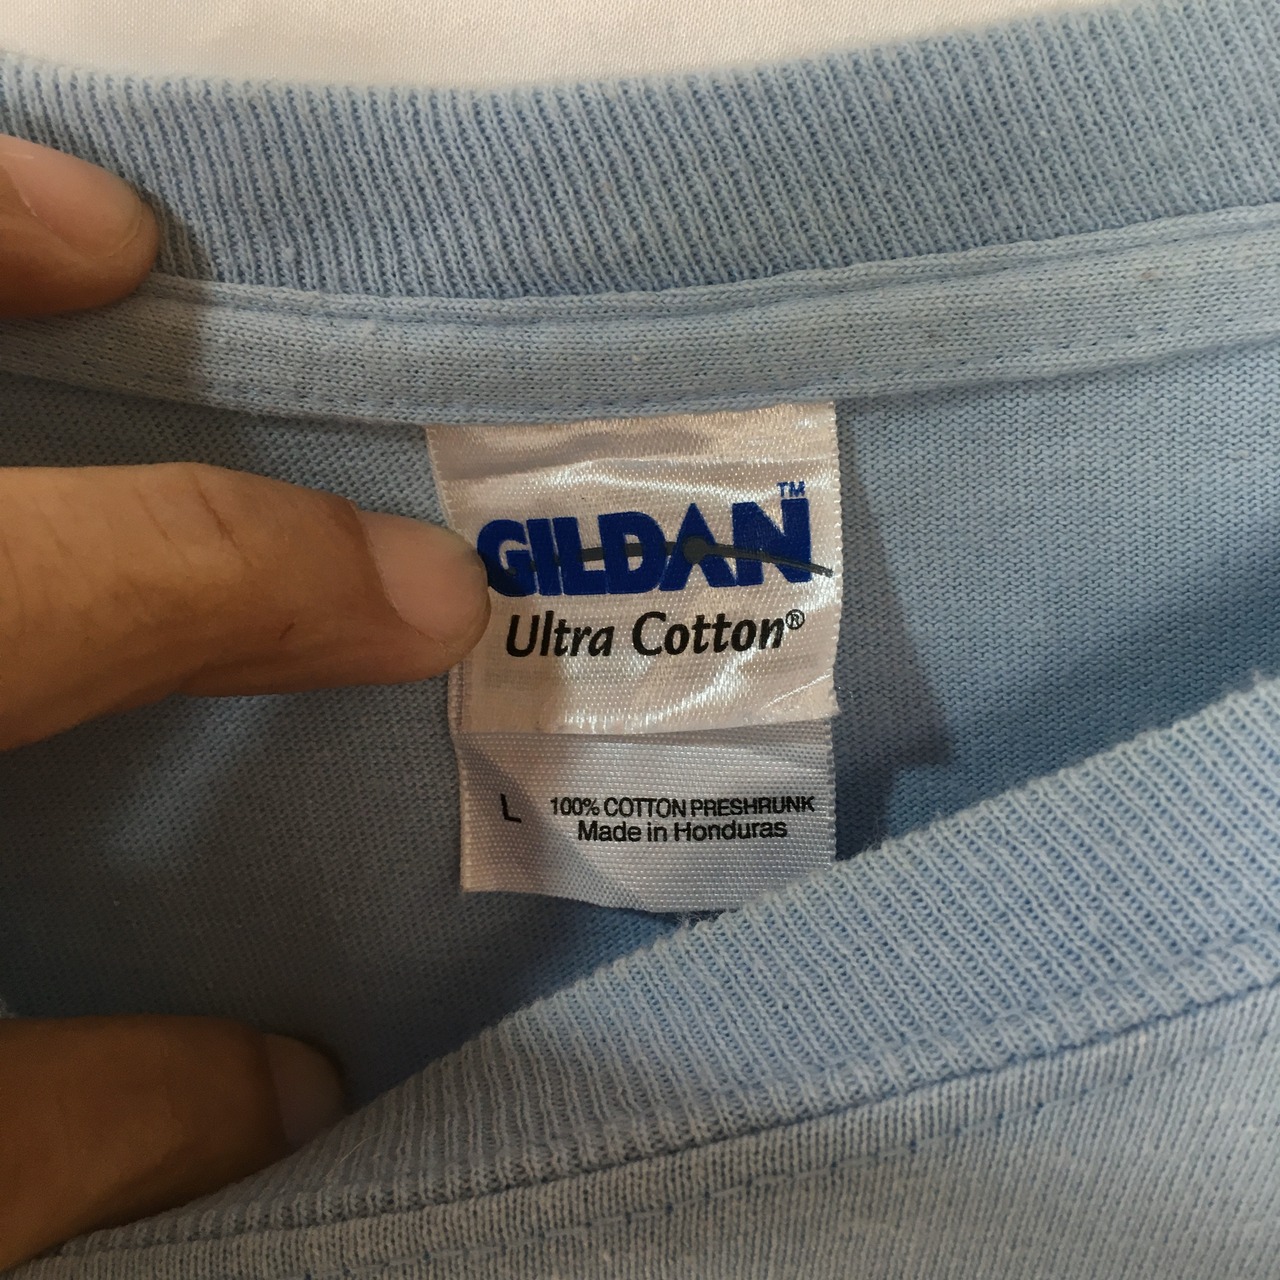 GILDAN™
Ultra Cotton®
L 100% COTTON PRESHRUNK
Made in Honduras